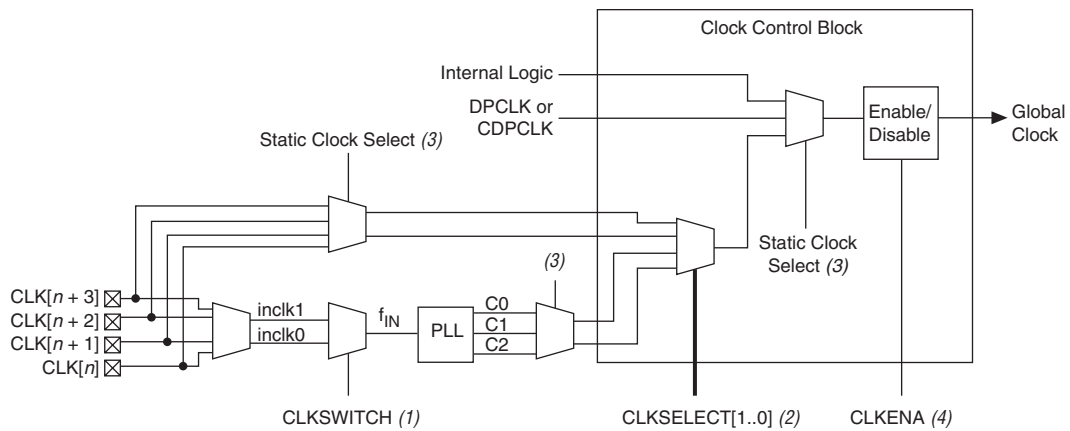 Clock Control Block
Internal Logic
DPCLK or
CDPCLK
Enable/
Disable
Global
Clock
Static Clock Select (3)
Static Clock
Select (3)
(3)
CLK[n + 3]
CLK[n + 2]
CLK[n + 1]
CLK[n]
inclk1
inclk0
fIN
PLL
C0
C1
C2
CLKSWITCH (1)
CLKSELECT[1..0] (2)
CLKENA (4)